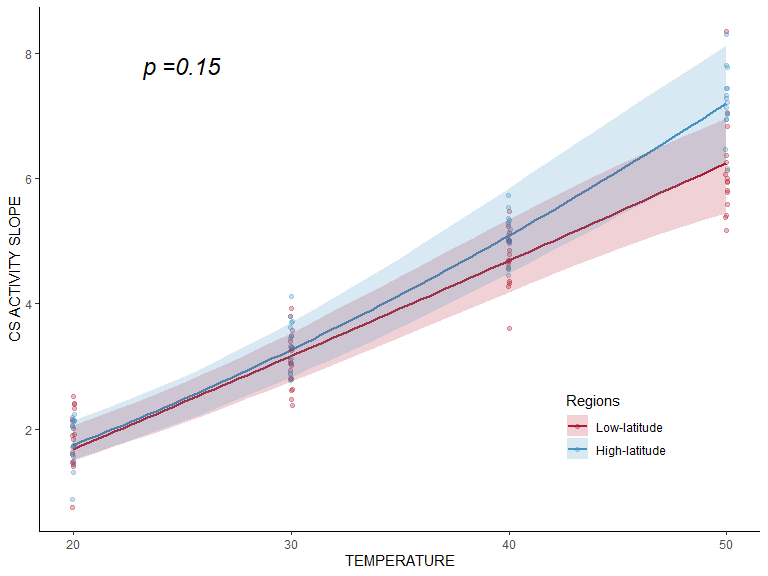 p =0.15
8
6
4
2
CS ACTIVITY SLOPE
Regions
Low-latitude
High-latitude
20
30
40
50
TEMPERATURE